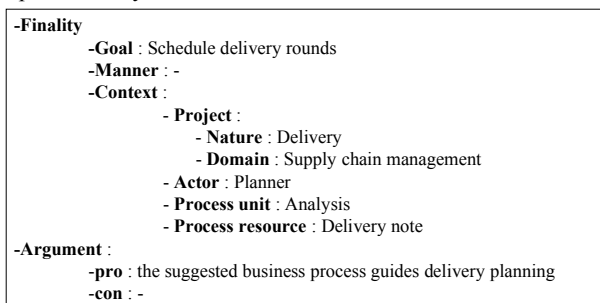 -Finality
-Goal : Schedule delivery rounds
-Manner : -
-Context :
- Project :
- Nature : Delivery
- Domain : Supply chain management
- Actor : Planner
- Process unit : Analysis
- Process resource : Delivery note
-Argument :
-pro : the suggested business process guides delivery planning
-con : -